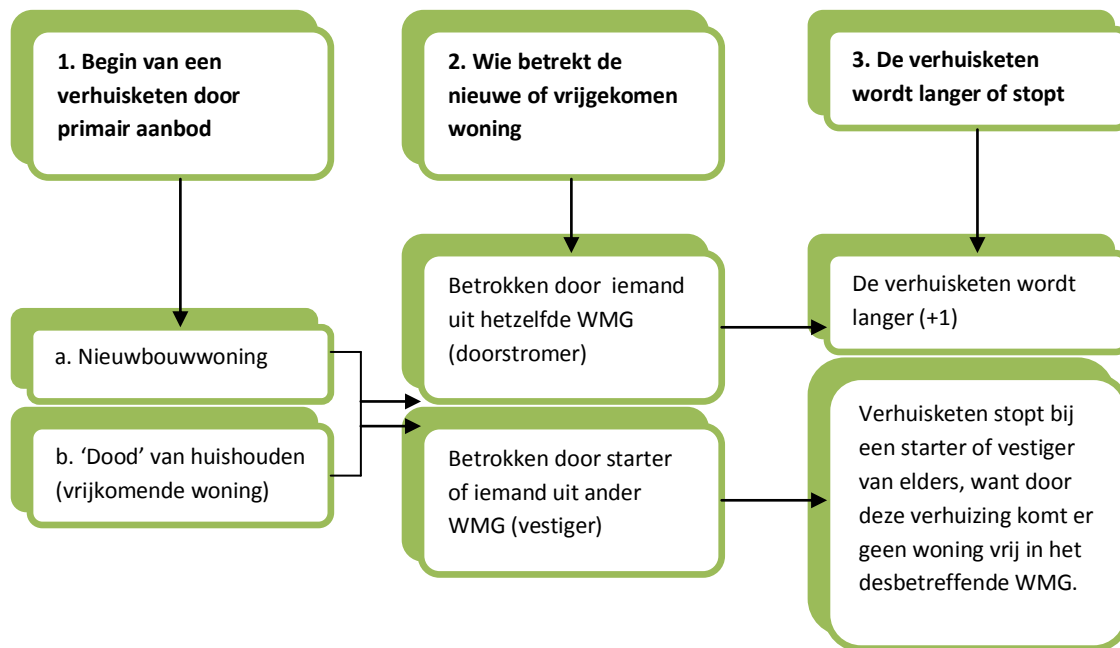 1. Begin van een
verhuisketen door
primair aanbod
2. Wie betrekt de
nieuwe of vrijgekomen
woning
3. De verhuisketen
wordt langer of stopt
a. Nieuwbouwwoning
b. ‘Dood’ van huishouden
(vrijkomende woning)
Betrokken door iemand
uit hetzelfde WMG
(doorstromer)
Betrokken door starter
of iemand uit ander
WMG (vestiger)
De verhuisketen wordt
langer (+1)
Verhuisketen stopt bij
een starter of vestiger
van elders, want door
deze verhuizing komt er
geen woning vrij in het
desbetreffende WMG.